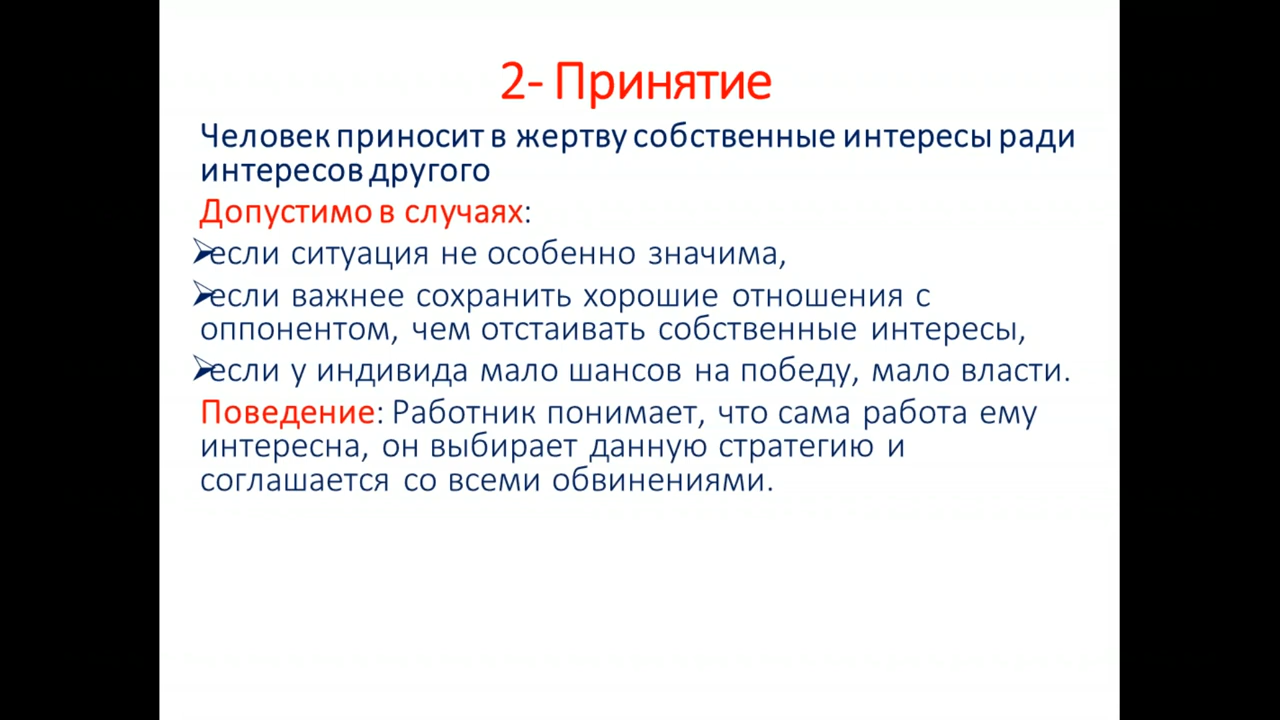 2- Принятие
Человек приносит в жертву собственные интересы ради
интересов другого
Допустимо в случаях:
➢если ситуация не особенно значима,
➢если важнее сохранить хорошие отношения с
оппонентом, чем отстаивать собственные интересы,
➢если у индивида мало шансов на победу, мало власти.
Поведение: Работник понимает, что сама работа ему
интересна, он выбирает данную стратегию и
соглашается со всеми обвинениями.